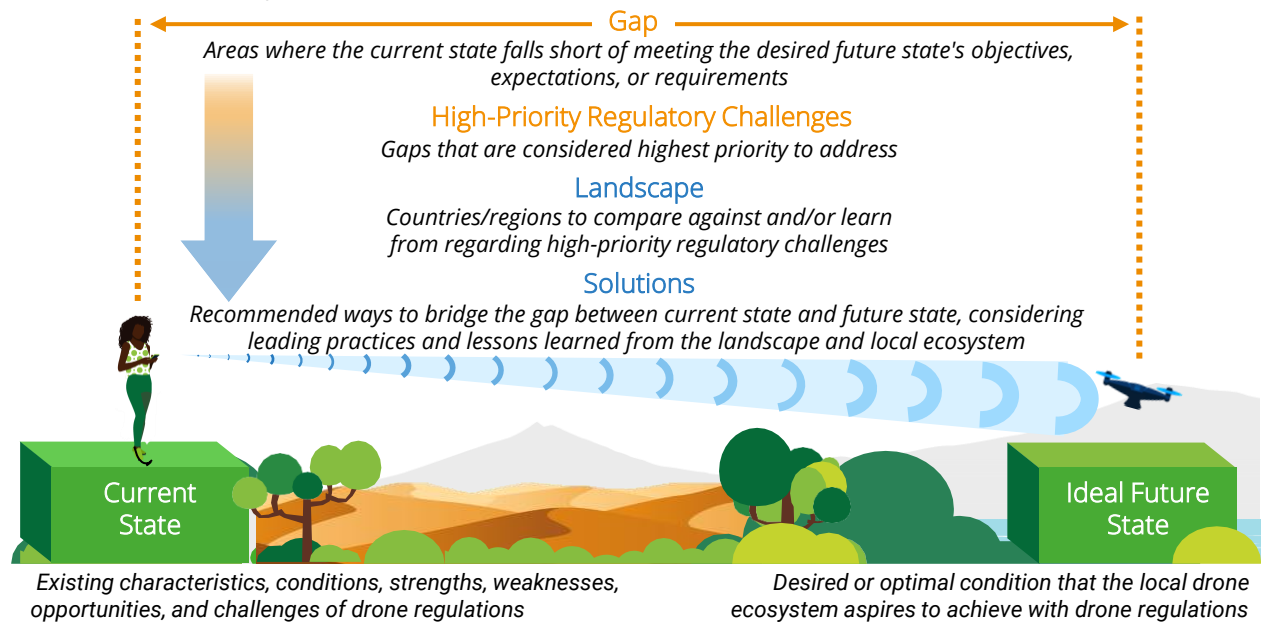 Gap
Areas where the current state falls short of meeting the desired future state's objectives,
expectations, or requirements
High-Priority Regulatory Challenges
Gaps that are considered highest priority to address
Landscape
Countries/regions to compare against and/or learn
from regarding high-priority regulatory challenges
Solutions
Recommended ways to bridge the gap between current state and future state, considering
leading practices and lessons learned from the landscape and local ecosystem
Current
State
Ideal Future
State
Existing characteristics, conditions, strengths, weaknesses,
opportunities, and challenges of drone regulations
Desired or optimal condition that the local drone
ecosystem aspires to achieve with drone regulations